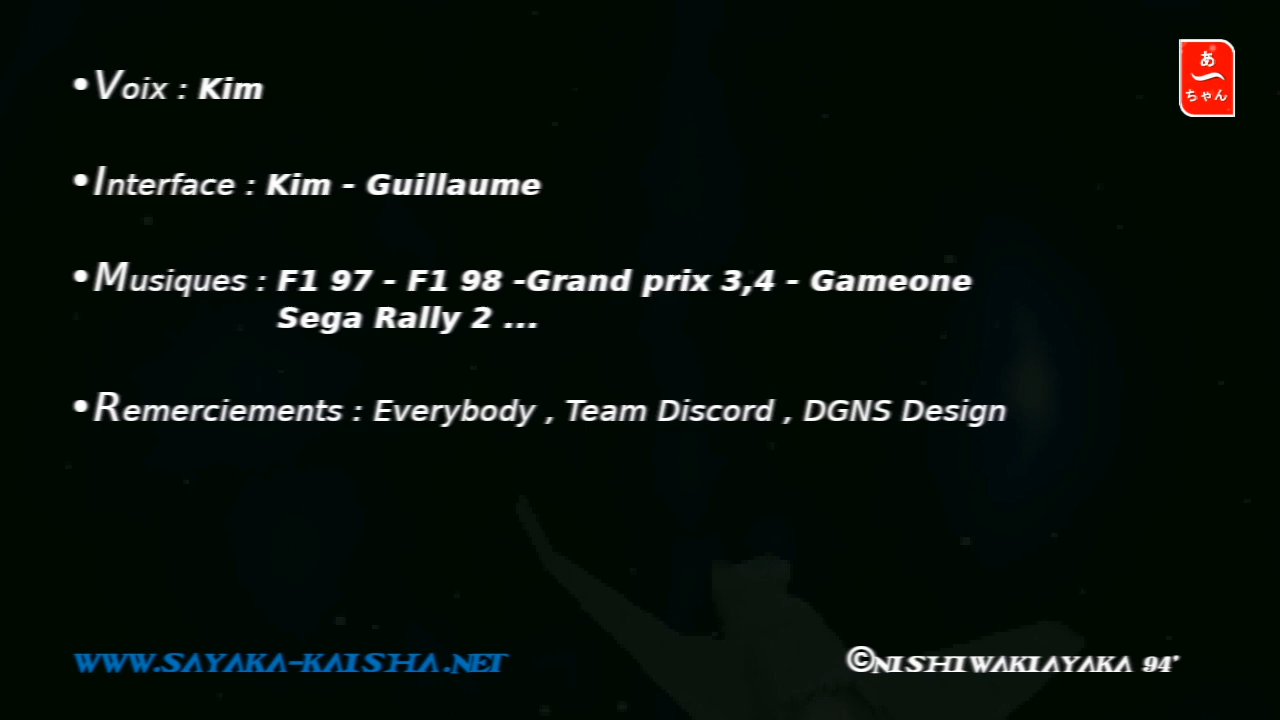 •Voix : Kim
あ
ー
ちゃん
•Interface : Kim - Guillaume
•Musiques : F1 97 - F1 98 -Grand prix 3,4 - Gameone
Sega Rally 2 ...
•Remerciements : Everybody , Team Discord , DGNS Design
WWW.SAYAKA-KAISHA.NET
©NISHIWAKIAYAKA 94'